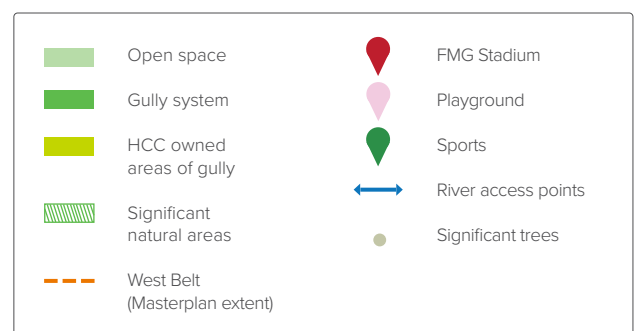 Open space
Gully system
HCC owned
areas of gully
Significant
natural areas
West Belt
(Masterplan extent)
FMG Stadium
Playground
Sports
River access points
Significant trees